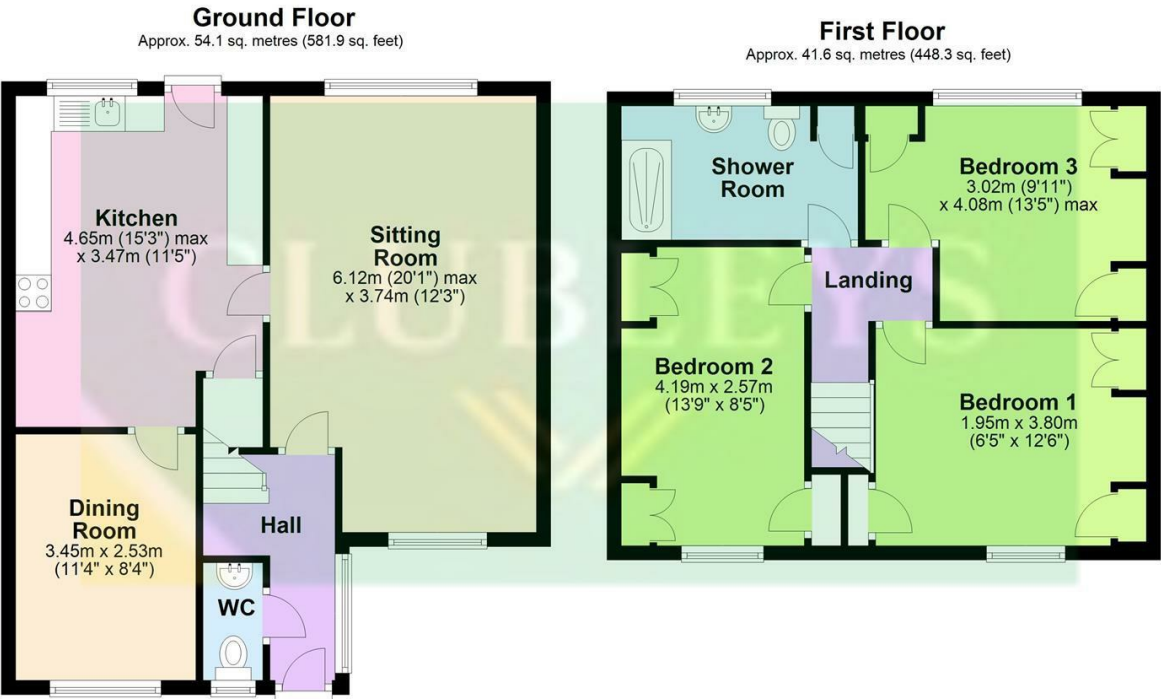 Ground Floor
Approx. 54.1 sq. metres (581.9 sq. feet)
Kitchen
4.65m (15'3") max
x 3.47m (11'5")
Sitting
Room
6.12m (20'1") max
x 3.74m (12'3")
Dining
Room
3.45m x 2.53m
(11'4" x 8'4")
Hall
WC
First Floor
Approx. 41.6 sq. metres (448.3 sq. feet)
Shower
Room
Bedroom 3
3.02m (9'11")
x 4.08m (13'5") max
Landing
Bedroom 2
4.19m x 2.57m
(13'9" x 8'5")
Bedroom 1
1.95m x 3.80m
(6'5" x 12'6")
CLUBLEYS